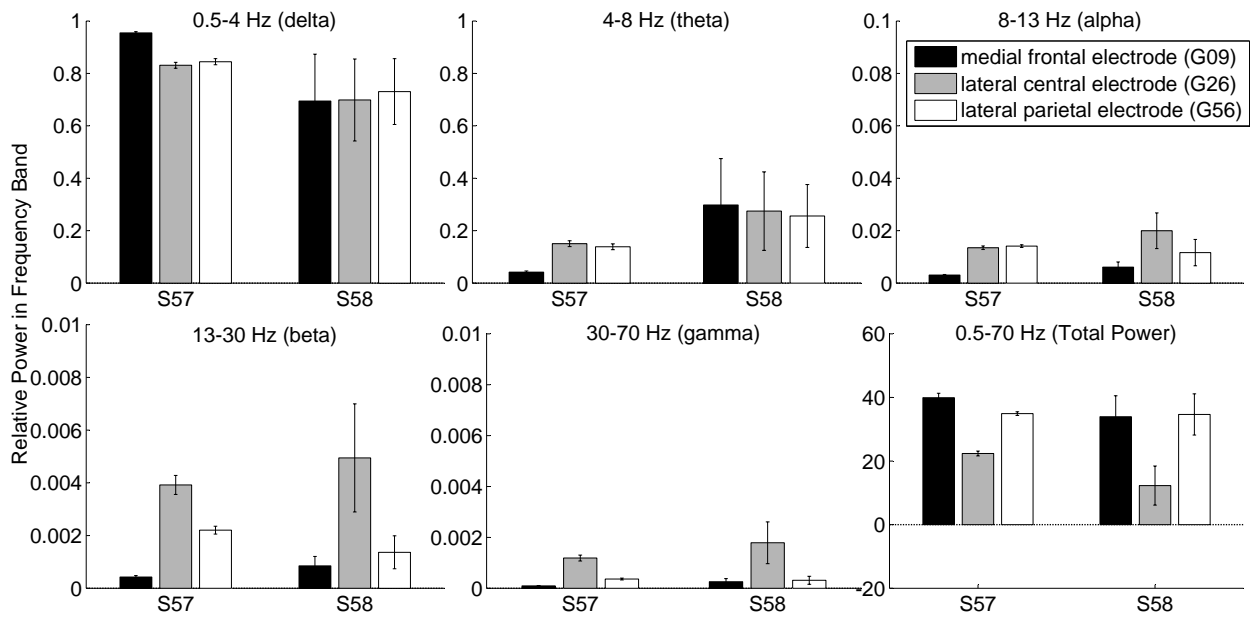 Relative Power in Frequency Band
0.5-4 Hz (delta)
1
0.8
0.6
0.4
0.2
0
S57 S58
4-8 Hz (theta)
1
0.8
0.6
0.4
0.2
0
S57 S58
8-13 Hz (alpha)
0.1
0.08
0.06
0.04
0.02
0
S57 S58
medial frontal electrode (G09)
lateral central electrode (G26)
lateral parietal electrode (G56)
13-30 Hz (beta)
0.01
0.008
0.006
0.004
0.002
0
S57 S58
30-70 Hz (gamma)
0.01
0.008
0.006
0.004
0.002
0
S57 S58
0.5-70 Hz (Total Power)
60
40
20
0
-20
S57 S58